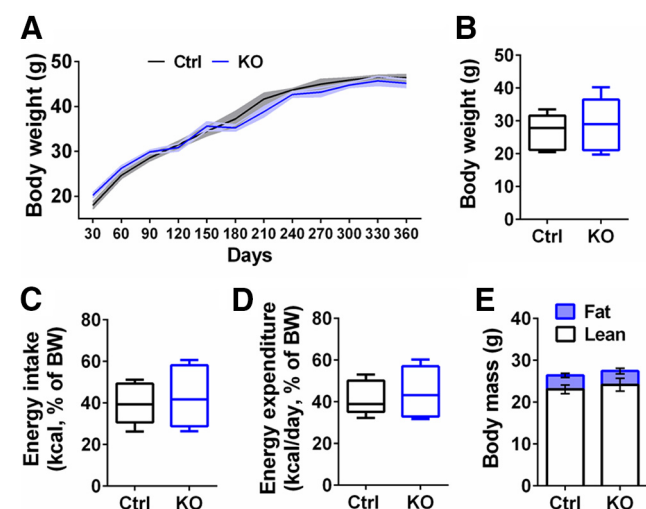 A
Body weight (g)
50
40
30
20
Ctrl
KO
30 60 90 120 150 180 210 240 270 300 330 360
Days
B
Body weight (g)
50
40
30
20
10
0
Ctrl KO
C
Energy intake
(kcal, % of BW)
80
60
40
20
0
Ctrl KO
D
Energy expenditure
(kcal/day, % of BW)
80
60
40
20
0
Ctrl KO
E
Fat
Lean
Body mass (g)
40
30
20
10
0
Ctrl KO